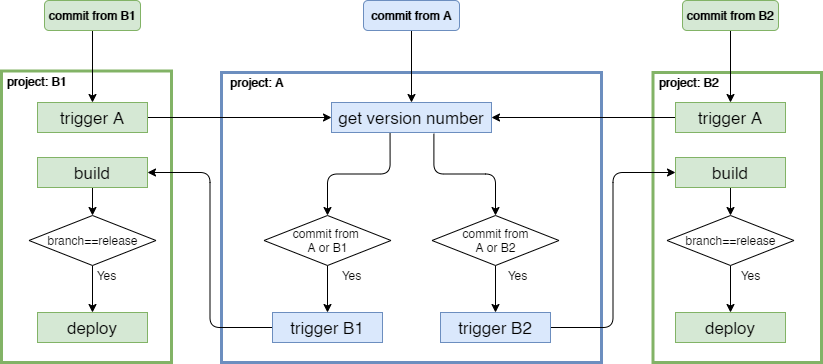 commit from B1
commit from A
commit from B2
project: B1
project: A
project: B2
trigger A
get version number
trigger A
build
build
branch==release
commit from
A or B1
commit from
A or B2
branch==release
Yes
Yes
Yes
Yes
deploy
trigger B1
trigger B2
deploy